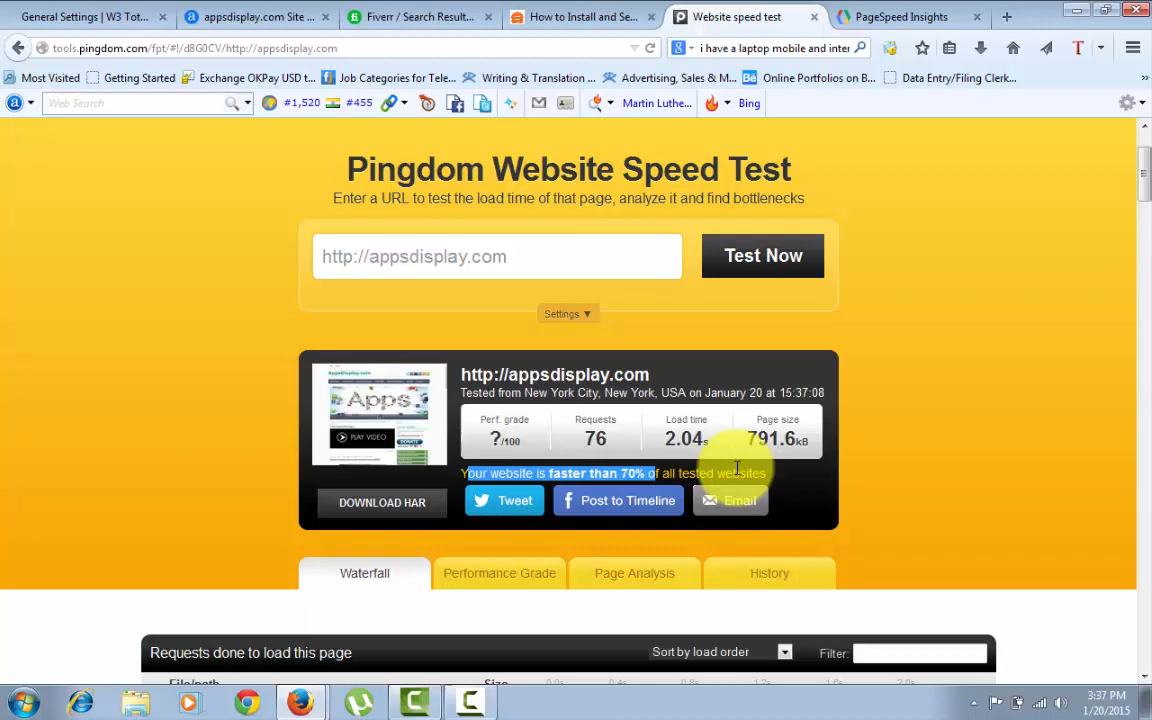 General Settings | W3 Tot...
appsdisplay.com Site ...
Fiverr / Search Result...
How to Install and Se...
Website speed test
PageSpeed Insights
tools.pingdom.com/fpt/#!/d8G0CV/http://appsdisplay.com
i have a laptop mobile and inter
Most Visited
Getting Started
Exchange OKPay USD t...
Job Categories for Tele...
Writing & Translation ...
Advertising, Sales & M...
Online Portfolios on B...
Data Entry/Filing Clerk...
Web Search
#1,520
#455
Martin Luthe...
Bing
Pingdom Website Speed Test
Enter a URL to test the load time of that page, analyze it and find bottlenecks
http://appsdisplay.com
Test Now
Settings ▼
http://appsdisplay.com
Tested from New York City, New York, USA on January 20 at 15:37:08
Perf. grade Requests Load time Page size
?/100 76 2.04s 791.6kB
Your website is faster than 70% of all tested websites
AppsDisplay.com
Apps
PLAY VIDEO
DOWNLOAD HAR
Tweet
Post to Timeline
Email
Waterfall
Performance Grade
Page Analysis
History
Requests done to load this page
Sort by load order
Filter:
File/path Size 0.0s 0.4s 0.8s 1.2s 1.6s 2.0s
3:37 PM
1/20/2015